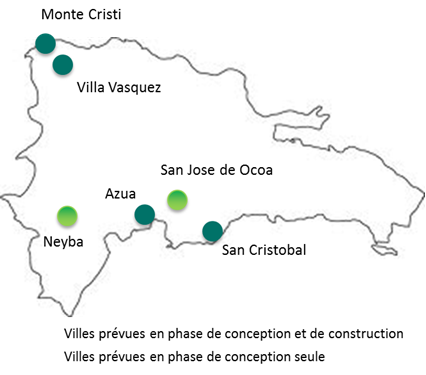 Monte Cristi
Villa Vasquez
San Jose de Ocoa
Azua
Neyba
San Cristobal
Villes prévues en phase de conception et de construction
Villes prévues en phase de conception seule